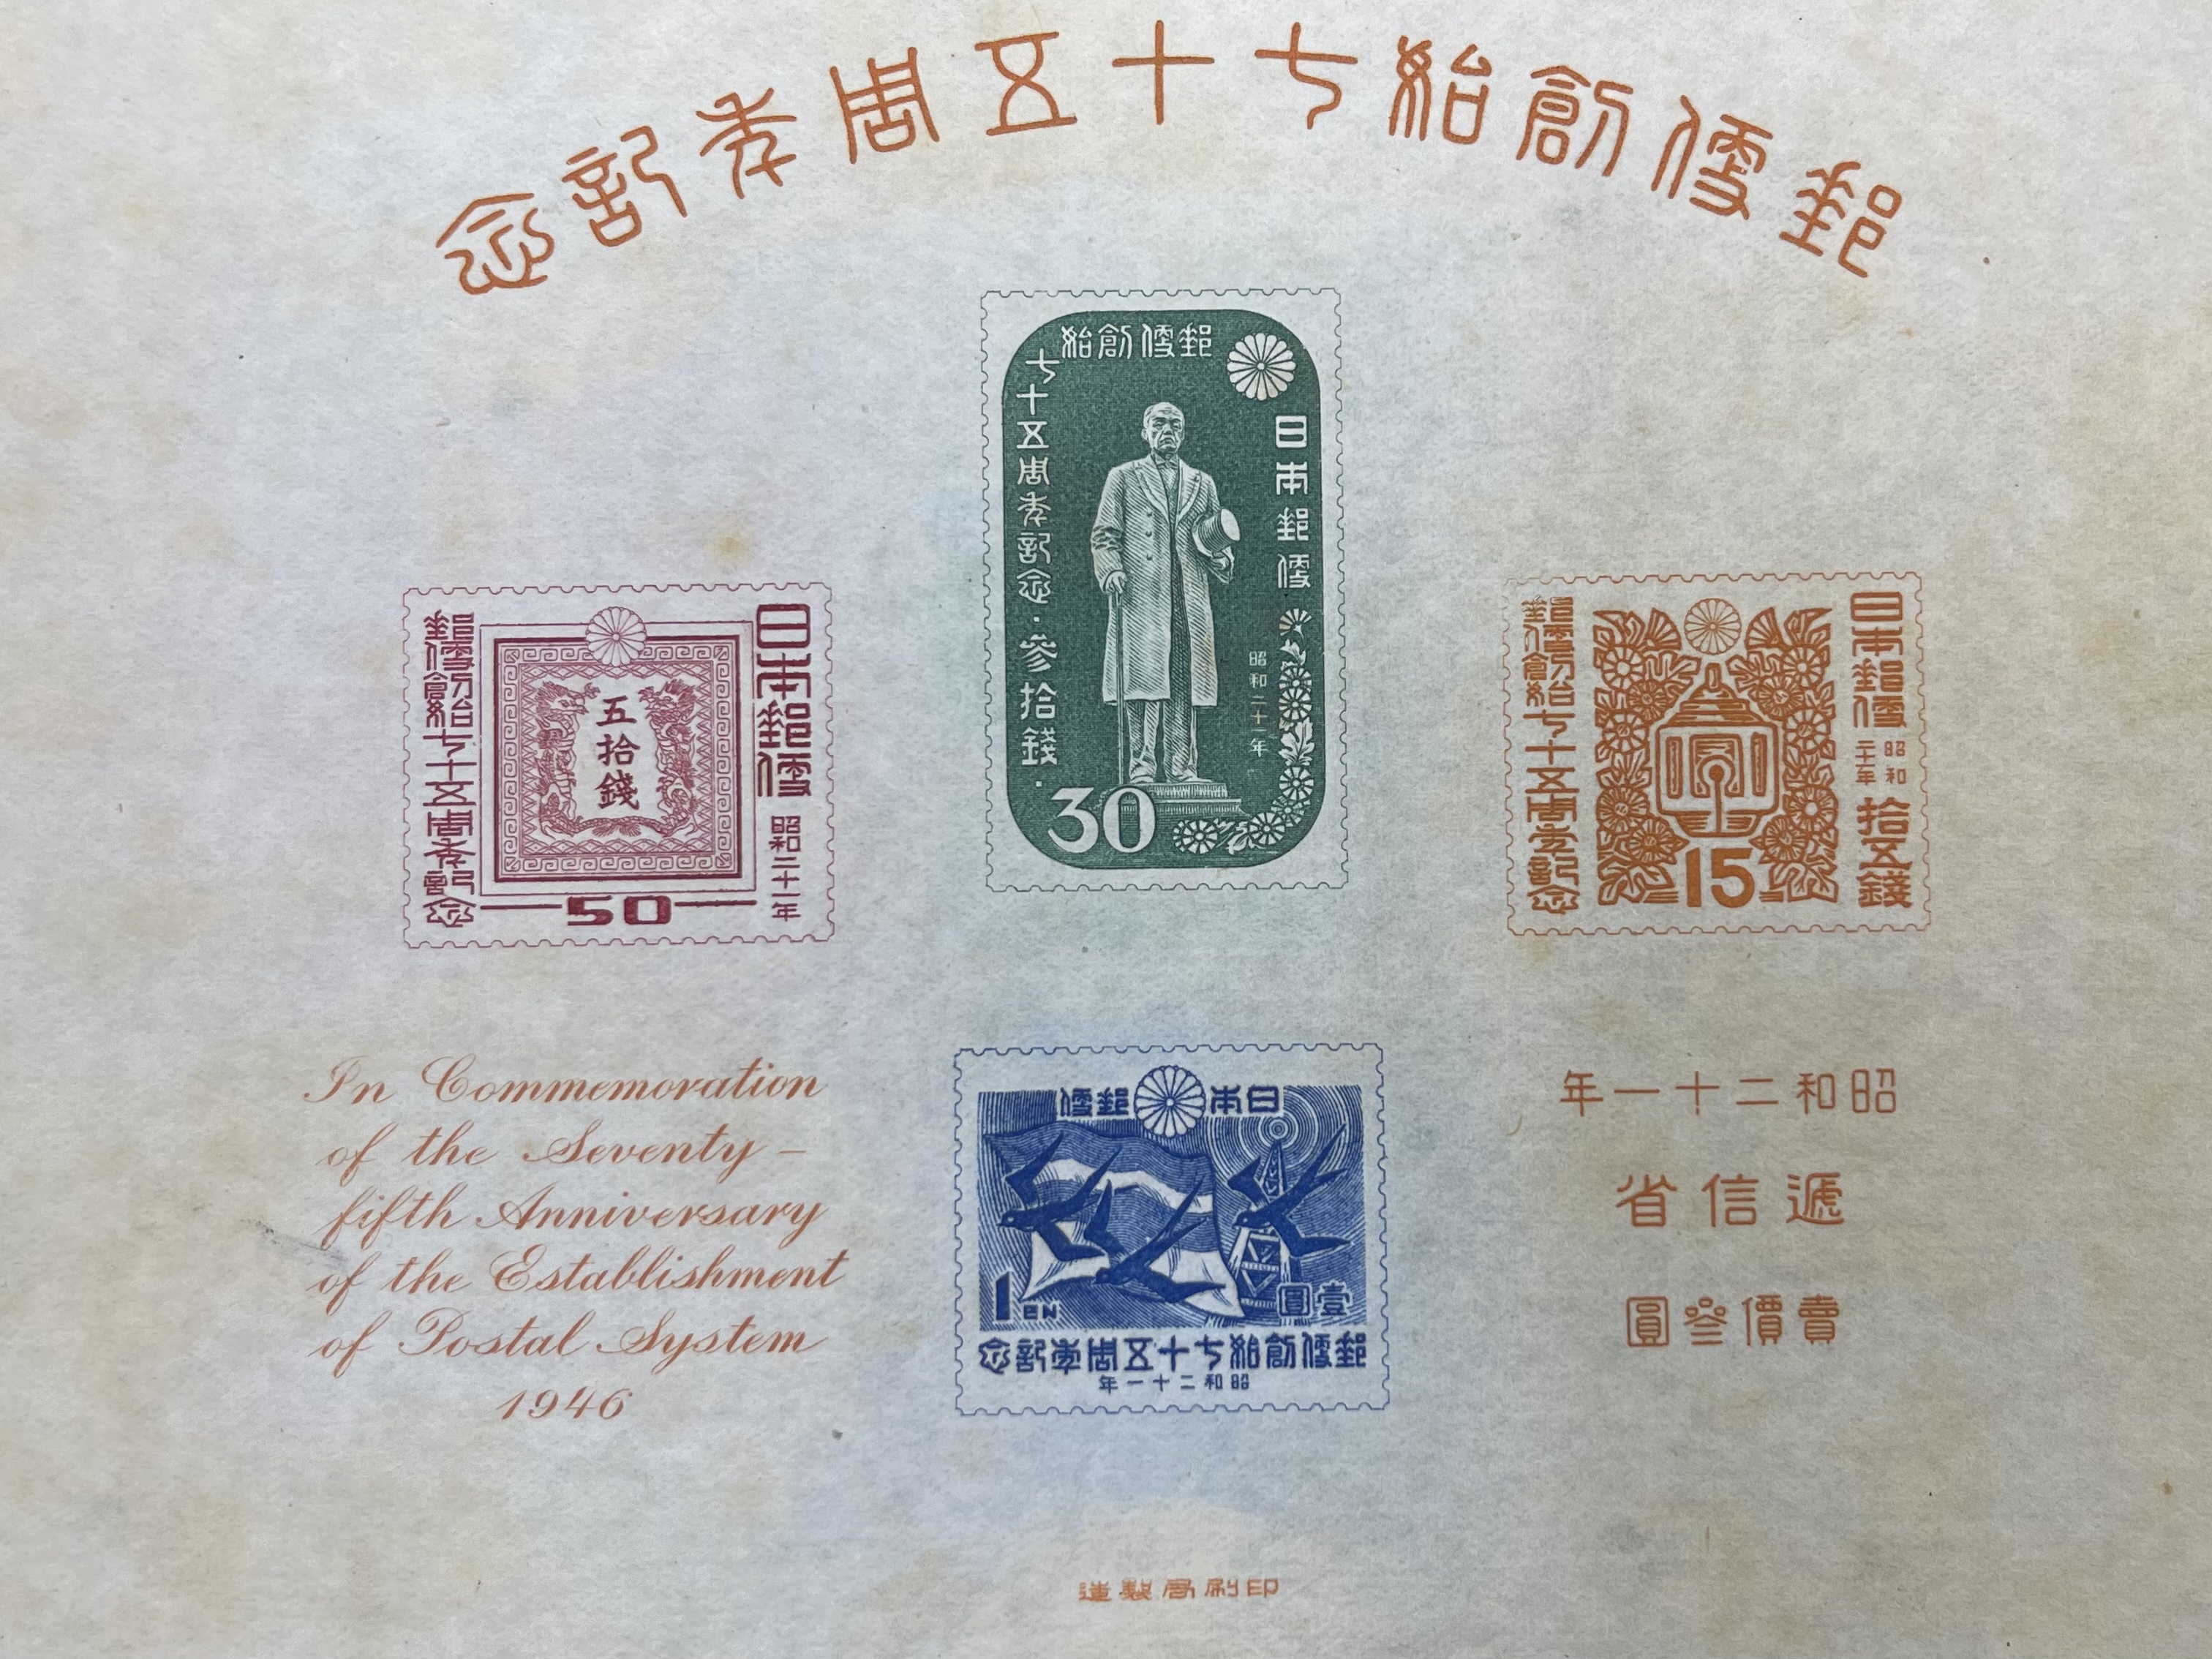 郵便創始七十五周年記念
郵便創始
七十五周年記念・參拾錢・
日本郵便
昭和二十一年
30
日本郵便
昭和二十一年
郵便創始七十五周年記念
五拾錢
50
日本郵便
昭和二十一年
拾五錢
郵便創始七十五周年記念
15
In Commemoration
of the Seventy-
fifth Anniversary
of the Establishment
of Postal System
1946
日本郵便
1EN
壹圓
郵便創始七十五周年記念
昭和二十一年
昭和二十一年
遞信省
賣價參圓
印刷局製造